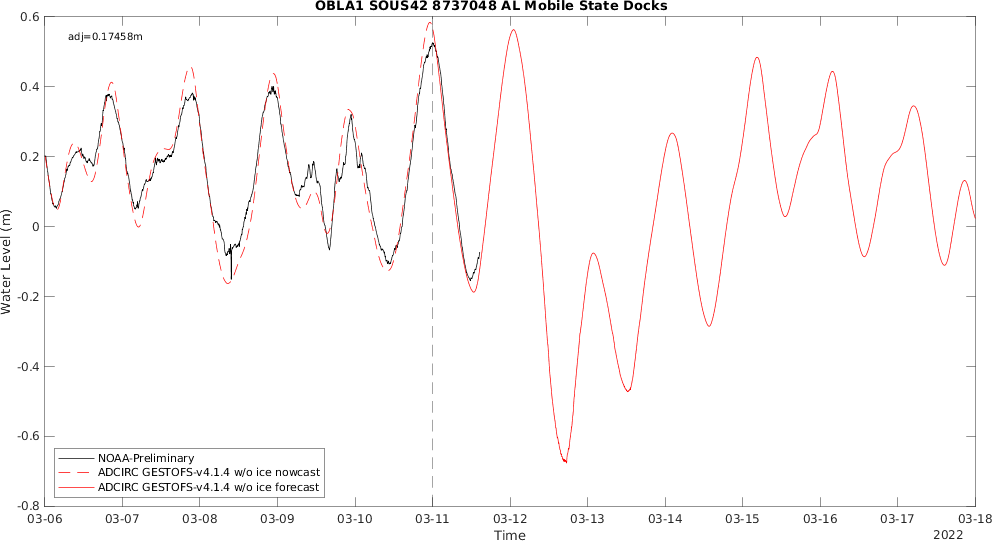 OBLA1 SOUS42 8737048 AL Mobile State Docks
adj=0.17458m
0.6
0.4
0.2
0
-0.2
-0.4
-0.6
-0.8
Water Level (m)
NOAA-Preliminary
ADCIRC GESTOFS-v4.1.4 w/o ice nowcast
ADCIRC GESTOFS-v4.1.4 w/o ice forecast
03-06 03-07 03-08 03-09 03-10 03-11 03-12 03-13 03-14 03-15 03-16 03-17 03-18
Time
2022